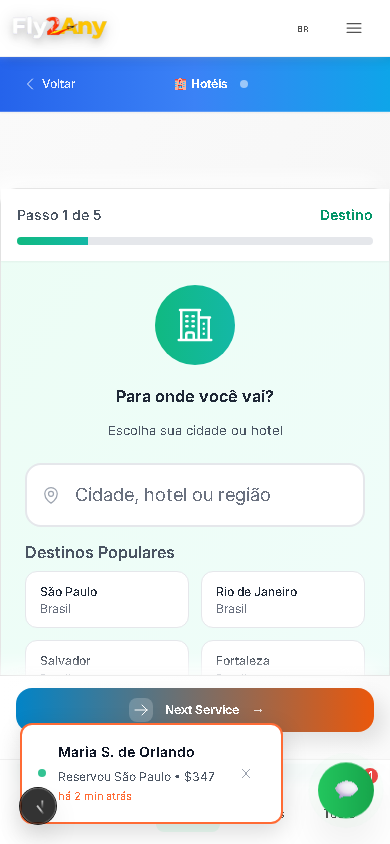 Fly2Any
BR
Voltar
Hotéis
Passo 1 de 5
Destino
Para onde você vai?
Escolha sua cidade ou hotel
Cidade, hotel ou região
Destinos Populares
São Paulo
Brasil
Rio de Janeiro
Brasil
Salvador
Fortaleza
Next Service →
Maria S. de Orlando
Reservou São Paulo • $347
há 2 min atrás